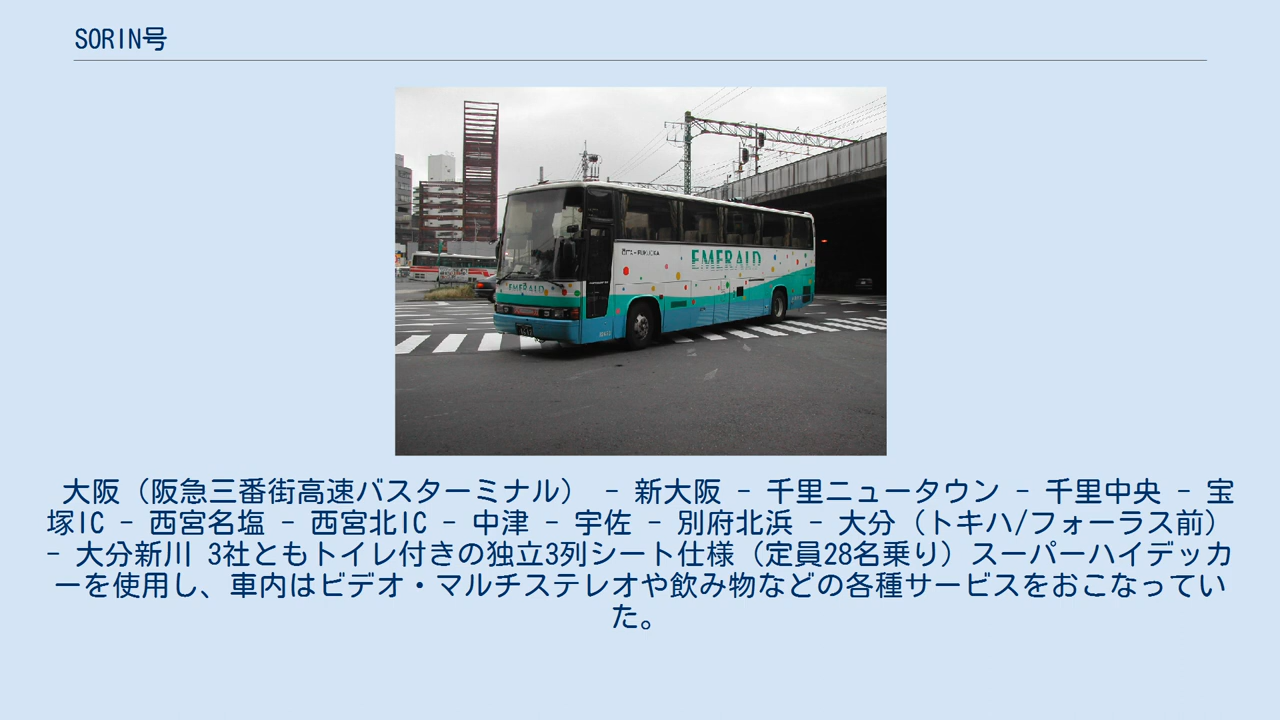 SORIN号
EMERALD
EMERALD
大阪（阪急三番街高速バスターミナル） - 新大阪 - 千里ニュータウン - 千里中央 - 宝
塚IC - 西宮名塩 - 西宮北IC - 中津 - 宇佐 - 別府北浜 - 大分（トキハ/フォーラス前）
- 大分新川 3社ともトイレ付きの独立3列シート仕様（定員28名乗り）スーパーハイデッカ
ーを使用し、車内はビデオ・マルチステレオや飲み物などの各種サービスをおこなってい
た。